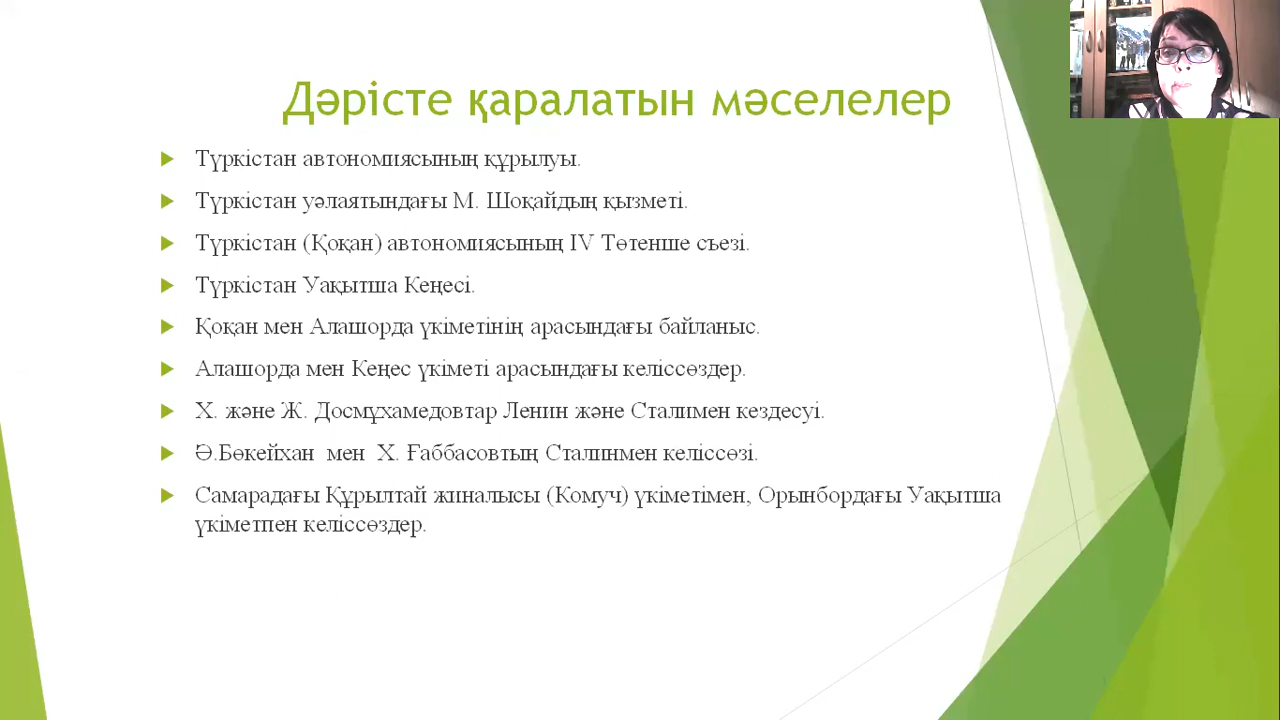 Дәрісте қаралатын мәселелер
Түркістан автономиясының құрылуы.
Түркістан уәлаятындағы М. Шоқайдың қызметі.
Түркістан (Қоқан) автономиясының IV Төтенше съезі.
Түркістан Уақытша Кеңесі.
Қоқан мен Алашорда үкіметінің арасындағы байланыс.
Алашорда мен Кеңес үкіметі арасындағы келіссөздер.
Х. және Ж. Досмұхамедовтар Ленин және Сталимен кездесуі.
Ә.Бөкейхан мен Х. Ғаббасовтың Сталинмен келіссөзі.
Самарадағы Құрылтай жиналысы (Комуч) үкіметімен, Орынбордағы Уақытша
үкіметпен келіссөздер.